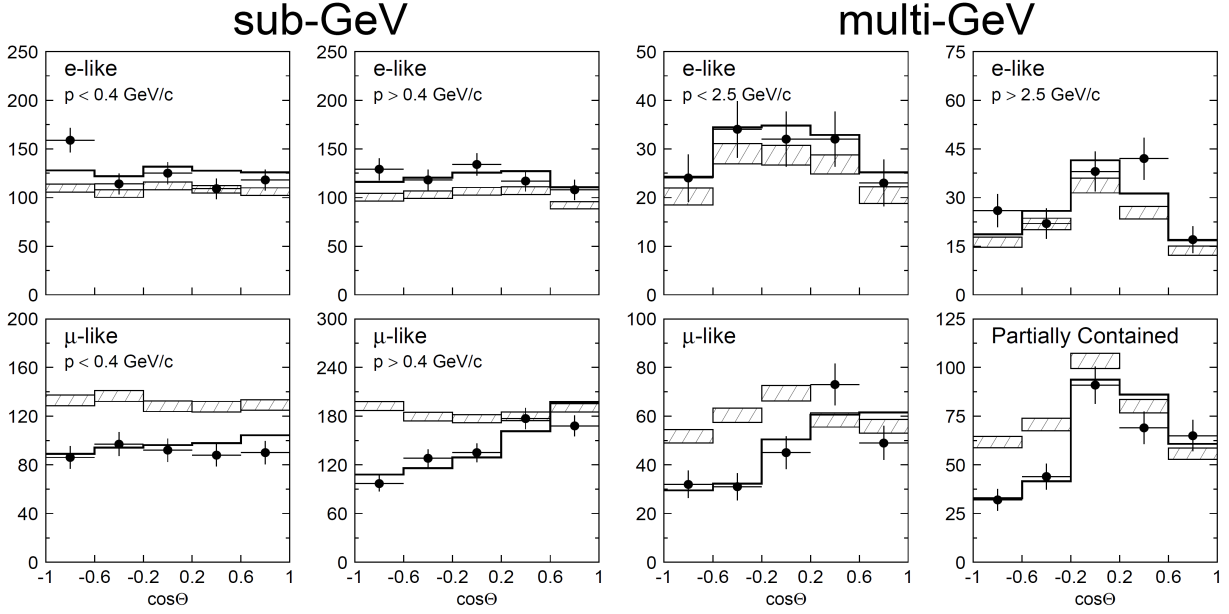 sub-GeV
multi-GeV
250
200
150
100
50
0
e-like
p < 0.4 GeV/c
250
200
150
100
50
0
e-like
p > 0.4 GeV/c
50
40
30
20
10
0
e-like
p < 2.5 GeV/c
75
60
45
30
15
0
e-like
p > 2.5 GeV/c
200
160
120
80
40
0
μ-like
p < 0.4 GeV/c
-1 -0.6 -0.2 0.2 0.6 1
cosΘ
300
240
180
120
60
0
μ-like
p > 0.4 GeV/c
-1 -0.6 -0.2 0.2 0.6 1
cosΘ
100
80
60
40
20
0
μ-like
-1 -0.6 -0.2 0.2 0.6 1
cosΘ
125
100
75
50
25
0
Partially Contained
-1 -0.6 -0.2 0.2 0.6 1
cosΘ